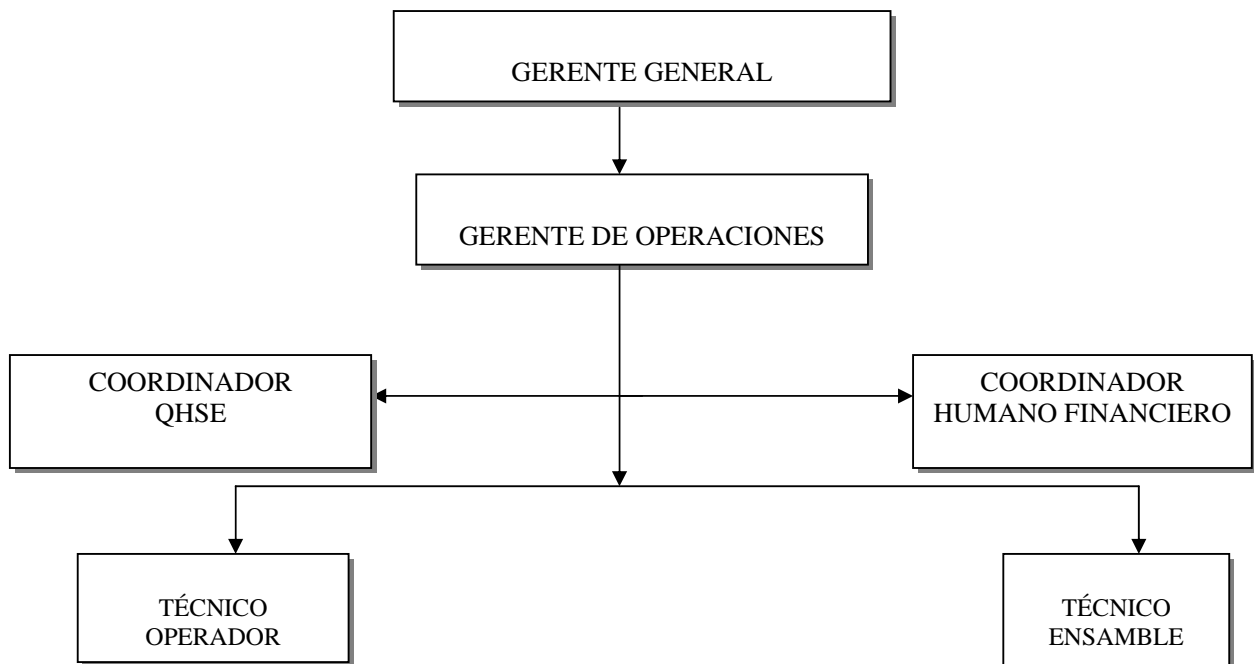 GERENTE GENERAL
GERENTE DE OPERACIONES
COORDINADOR
QHSE
COORDINADOR
HUMANO FINANCIERO
TÉCNICO
OPERADOR
TÉCNICO
ENSAMBLE